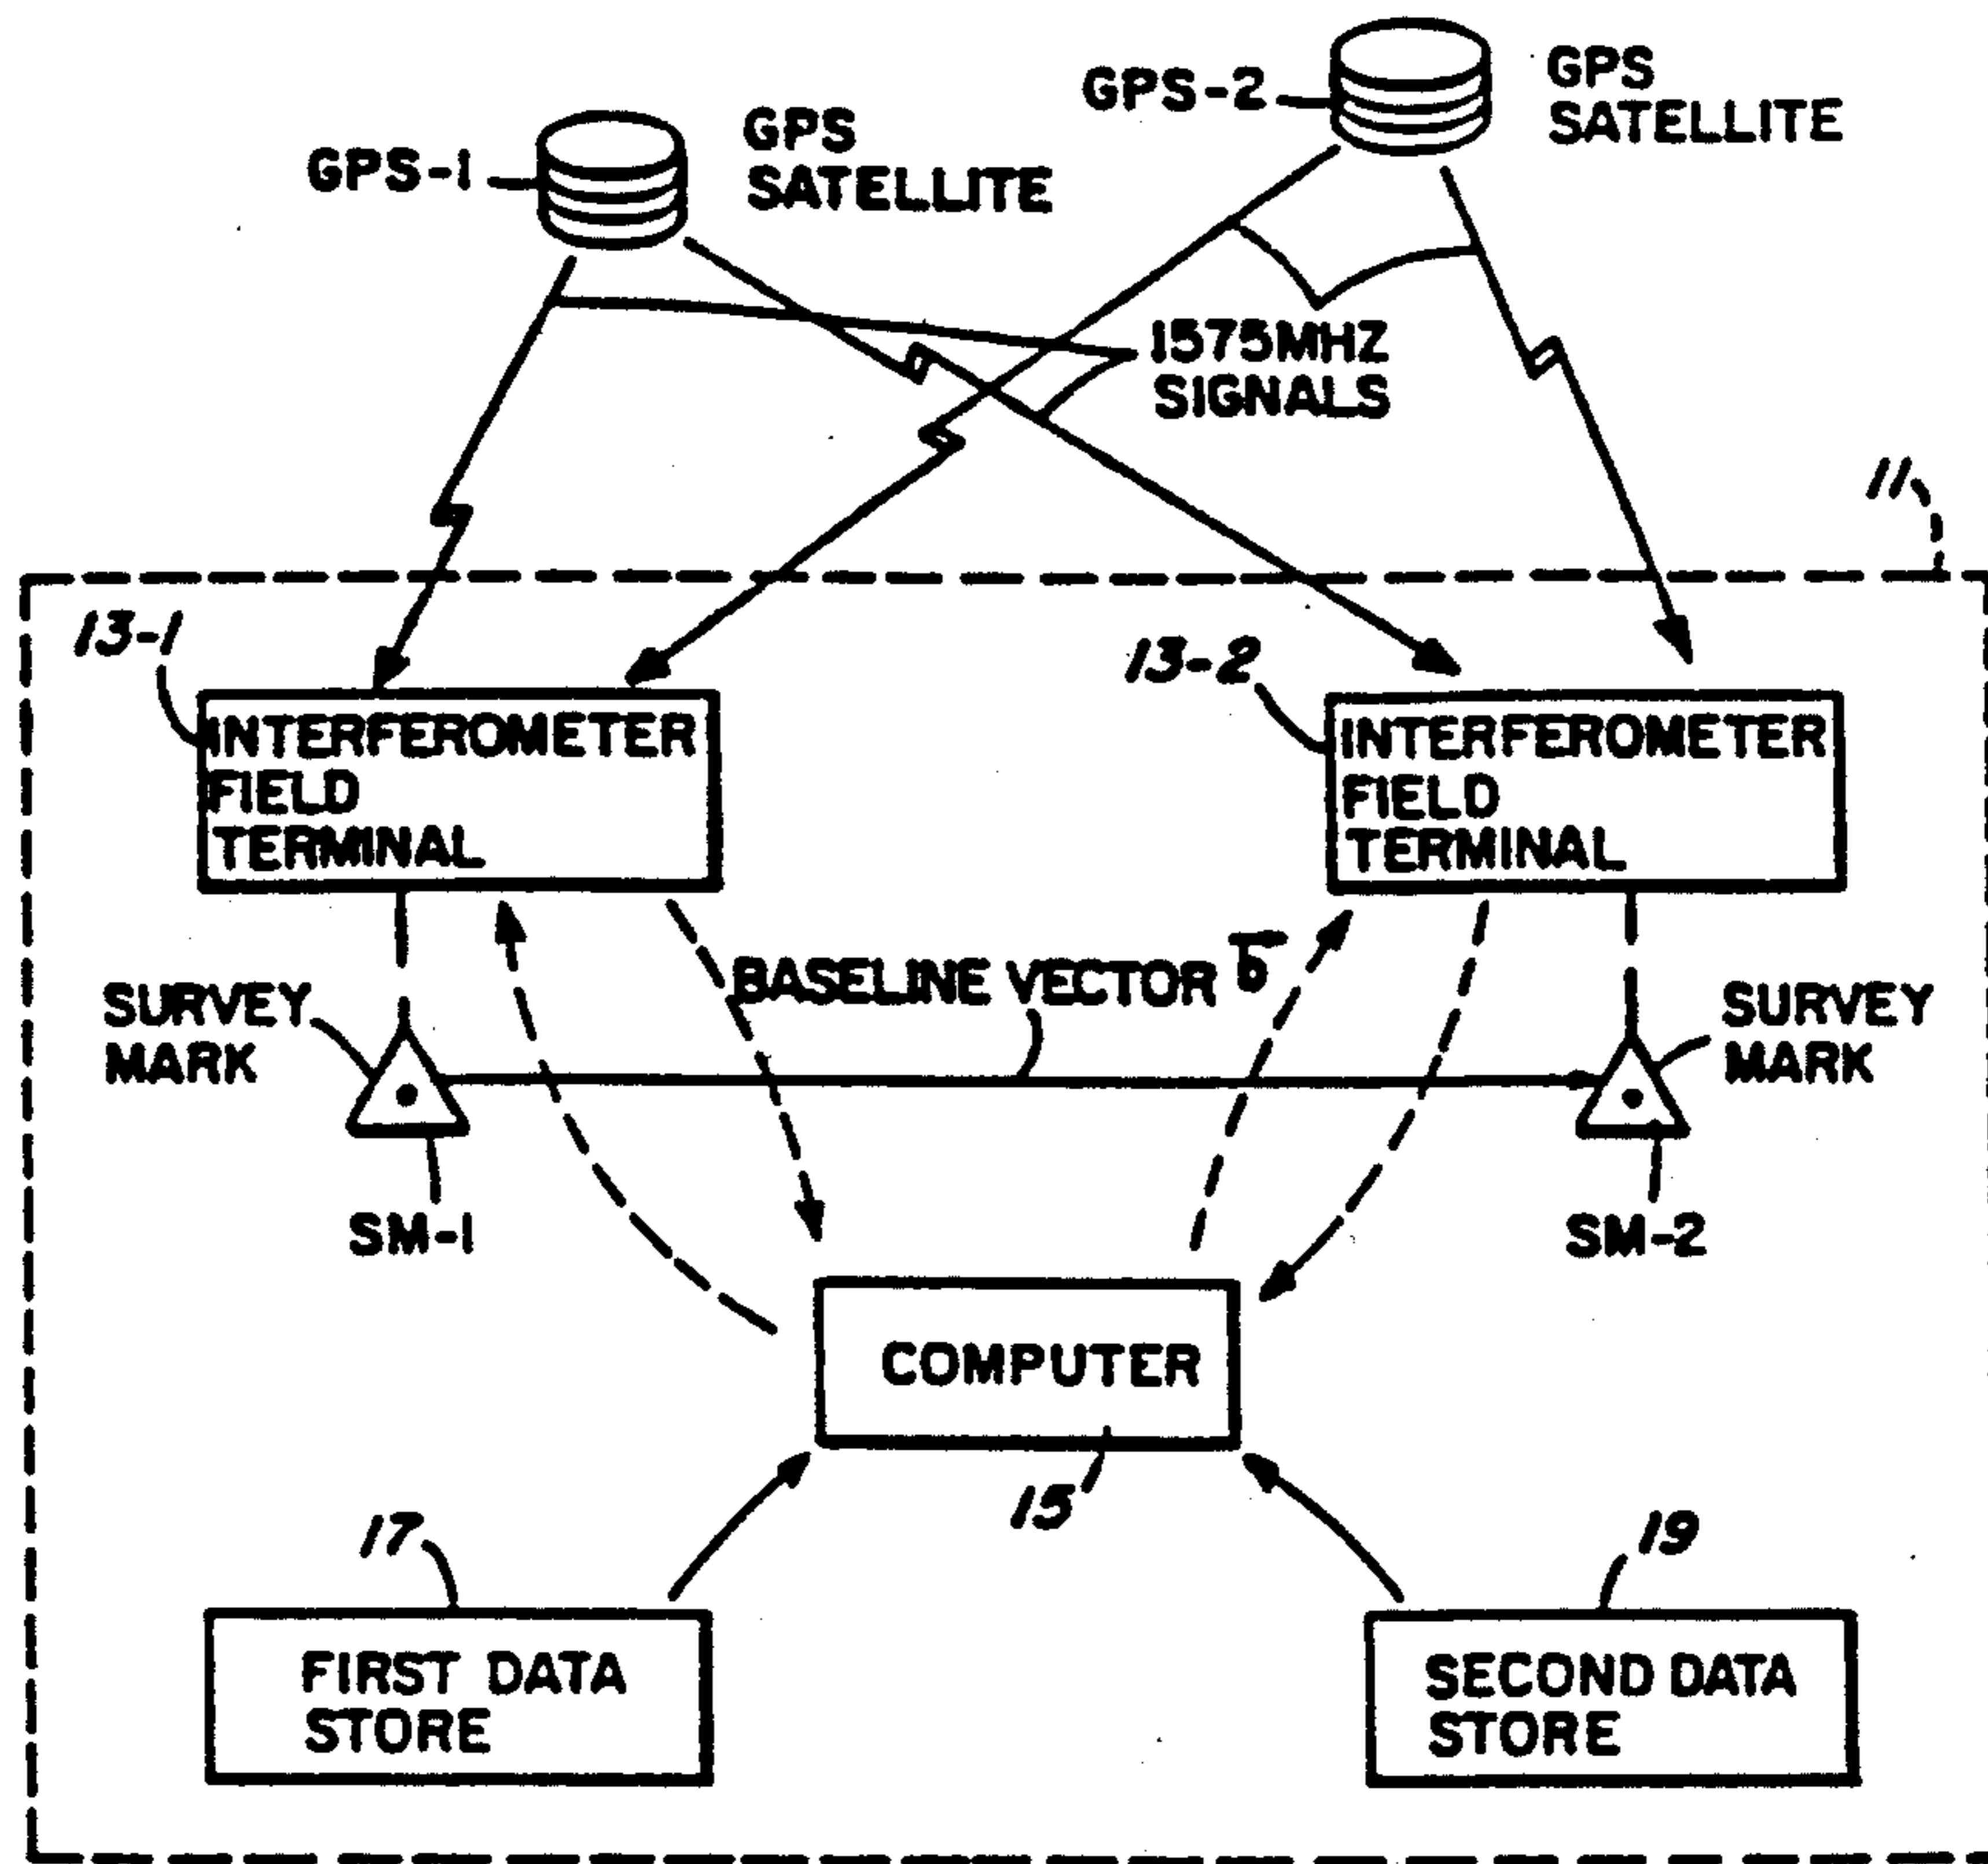 GPS-1
GPS
SATELLITE
GPS-2
GPS
SATELLITE
1575MHZ
SIGNALS
11
13-1
13-2
INTERFEROMETER
FIELD
TERMINAL
INTERFEROMETER
FIELD
TERMINAL
BASELINE VECTOR b̅
SURVEY
MARK
SURVEY
MARK
SM-1
SM-2
COMPUTER
15
17
19
FIRST DATA
STORE
SECOND DATA
STORE